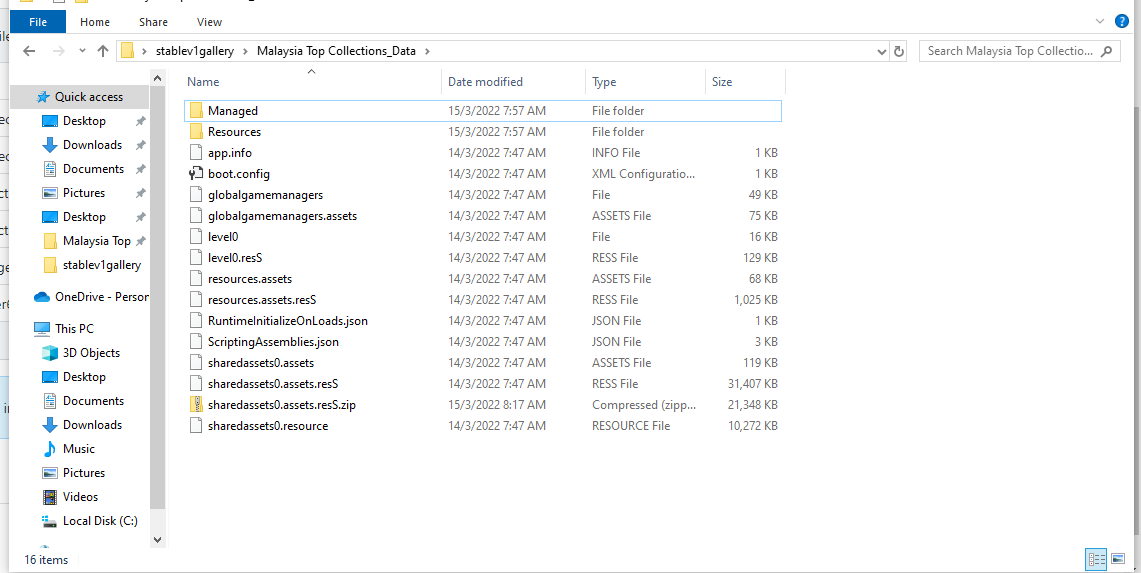 File Home Share View
stablev1gallery Malaysia Top Collections_Data Search Malaysia Top Collectio...
Name Date modified Type Size
Quick access
Desktop
Downloads
Documents
Pictures
Desktop
Malaysia Top
stablev1gallery
OneDrive - Person
This PC
3D Objects
Desktop
Documents
Downloads
Music
Pictures
Videos
Local Disk (C:)
Managed 15/3/2022 7:57 AM File folder
Resources 15/3/2022 7:57 AM File folder
app.info 14/3/2022 7:47 AM INFO File 1 KB
boot.config 14/3/2022 7:47 AM XML Configuratio... 1 KB
globalgamemanagers 14/3/2022 7:47 AM File 49 KB
globalgamemanagers.assets 14/3/2022 7:47 AM ASSETS File 75 KB
level0 14/3/2022 7:47 AM File 16 KB
level0.resS 14/3/2022 7:47 AM RESS File 129 KB
resources.assets 14/3/2022 7:47 AM ASSETS File 68 KB
resources.assets.resS 14/3/2022 7:47 AM RESS File 1,025 KB
RuntimeInitializeOnLoads.json 14/3/2022 7:47 AM JSON File 1 KB
ScriptingAssemblies.json 14/3/2022 7:47 AM JSON File 3 KB
sharedassets0.assets 14/3/2022 7:47 AM ASSETS File 119 KB
sharedassets0.assets.resS 14/3/2022 7:47 AM RESS File 31,407 KB
sharedassets0.assets.resS.zip 15/3/2022 8:17 AM Compressed (zipp... 21,348 KB
sharedassets0.resource 14/3/2022 7:47 AM RESOURCE File 10,272 KB
16 items